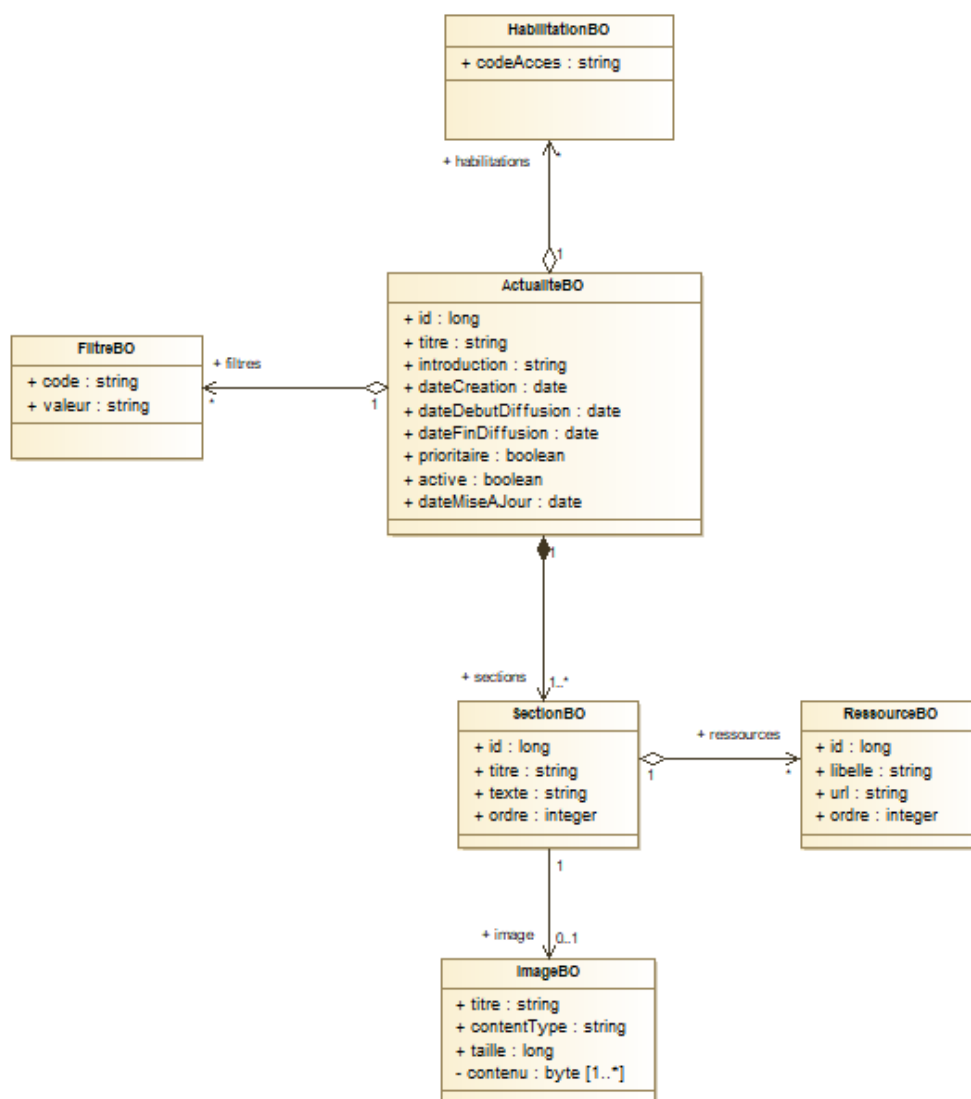 HabilitationBO
+ codeAcces : string
+ habilitations
*
1
ActualiteBO
+ id : long
+ titre : string
+ introduction : string
+ dateCreation : date
+ dateDebutDiffusion : date
+ dateFinDiffusion : date
+ prioritaire : boolean
+ active : boolean
+ dateMiseAJour : date
FiltreBO
+ code : string
+ valeur : string
+ filtres
*
1
1
+ sections
1..*
SectionBO
+ id : long
+ titre : string
+ texte : string
+ ordre : integer
+ ressources
1
*
RessourceBO
+ id : long
+ libelle : string
+ url : string
+ ordre : integer
1
+ image
0..1
ImageBO
+ titre : string
+ contentType : string
+ taille : long
- contenu : byte [1..*]